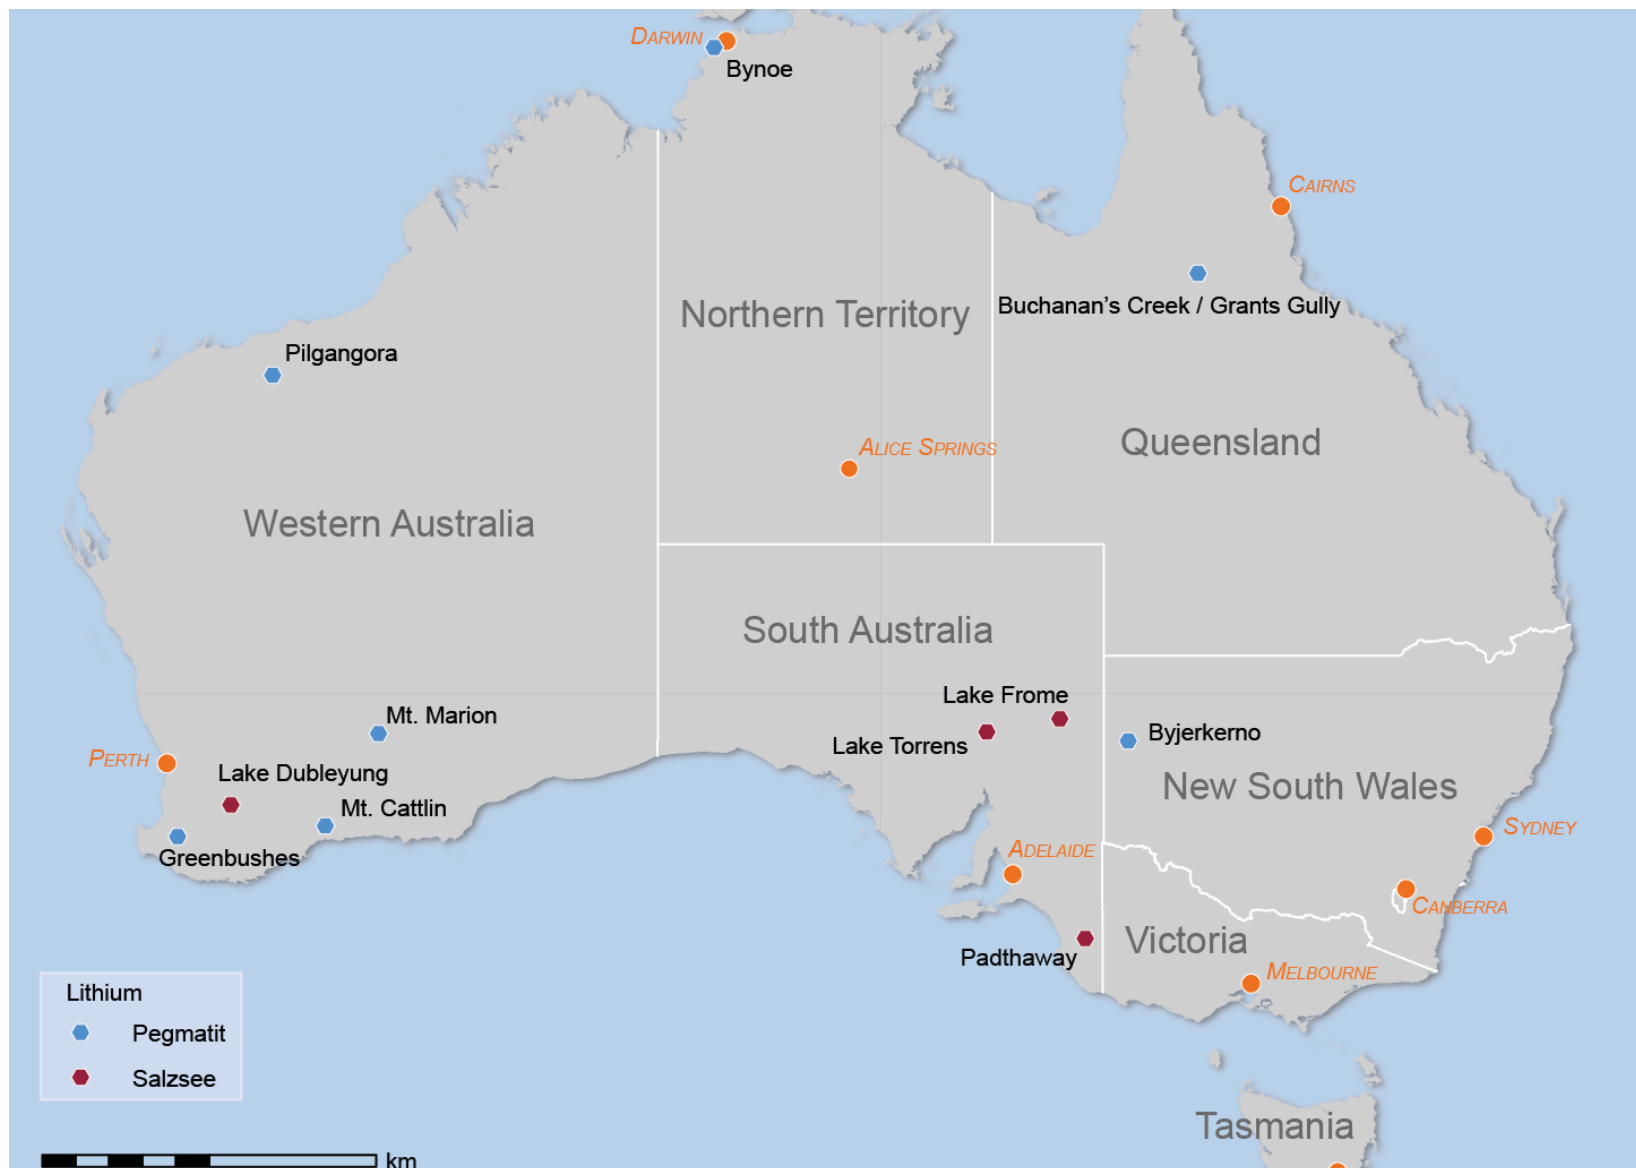 DARWIN
Bynoe
CAIRNS
Buchanan's Creek / Grants Gully
Northern Territory
Pilgangora
ALICE SPRINGS
Queensland
Western Australia
South Australia
Lake Frome
Mt. Marion
Lake Torrens
Byjerkerno
PERTH
Lake Dubleyung
New South Wales
Mt. Cattlin
SYDNEY
Greenbushes
ADELAIDE
CANBERRA
Victoria
Padthaway
MELBOURNE
Lithium
Pegmatit
Salzsee
Tasmania
km